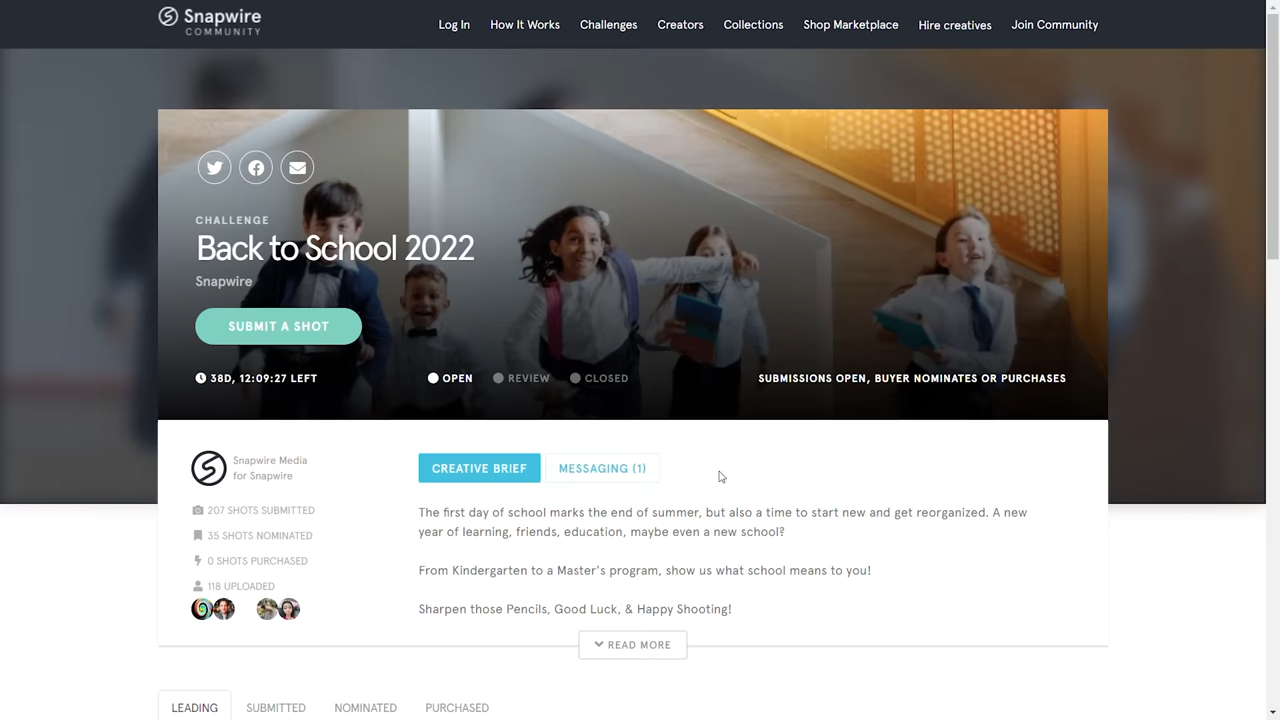 Snapwire
COMMUNITY
Log In How It Works Challenges Creators Collections Shop Marketplace Hire creatives Join Community
CHALLENGE
Back to School 2022
Snapwire
SUBMIT A SHOT
38D, 12:09:27 LEFT
OPEN REVIEW CLOSED
SUBMISSIONS OPEN, BUYER NOMINATES OR PURCHASES
Snapwire Media
for Snapwire
207 SHOTS SUBMITTED
35 SHOTS NOMINATED
0 SHOTS PURCHASED
118 UPLOADED
CREATIVE BRIEF MESSAGING (1)
The first day of school marks the end of summer, but also a time to start new and get reorganized. A new
year of learning, friends, education, maybe even a new school?
From Kindergarten to a Master's program, show us what school means to you!
Sharpen those Pencils, Good Luck, & Happy Shooting!
READ MORE
LEADING SUBMITTED NOMINATED PURCHASED